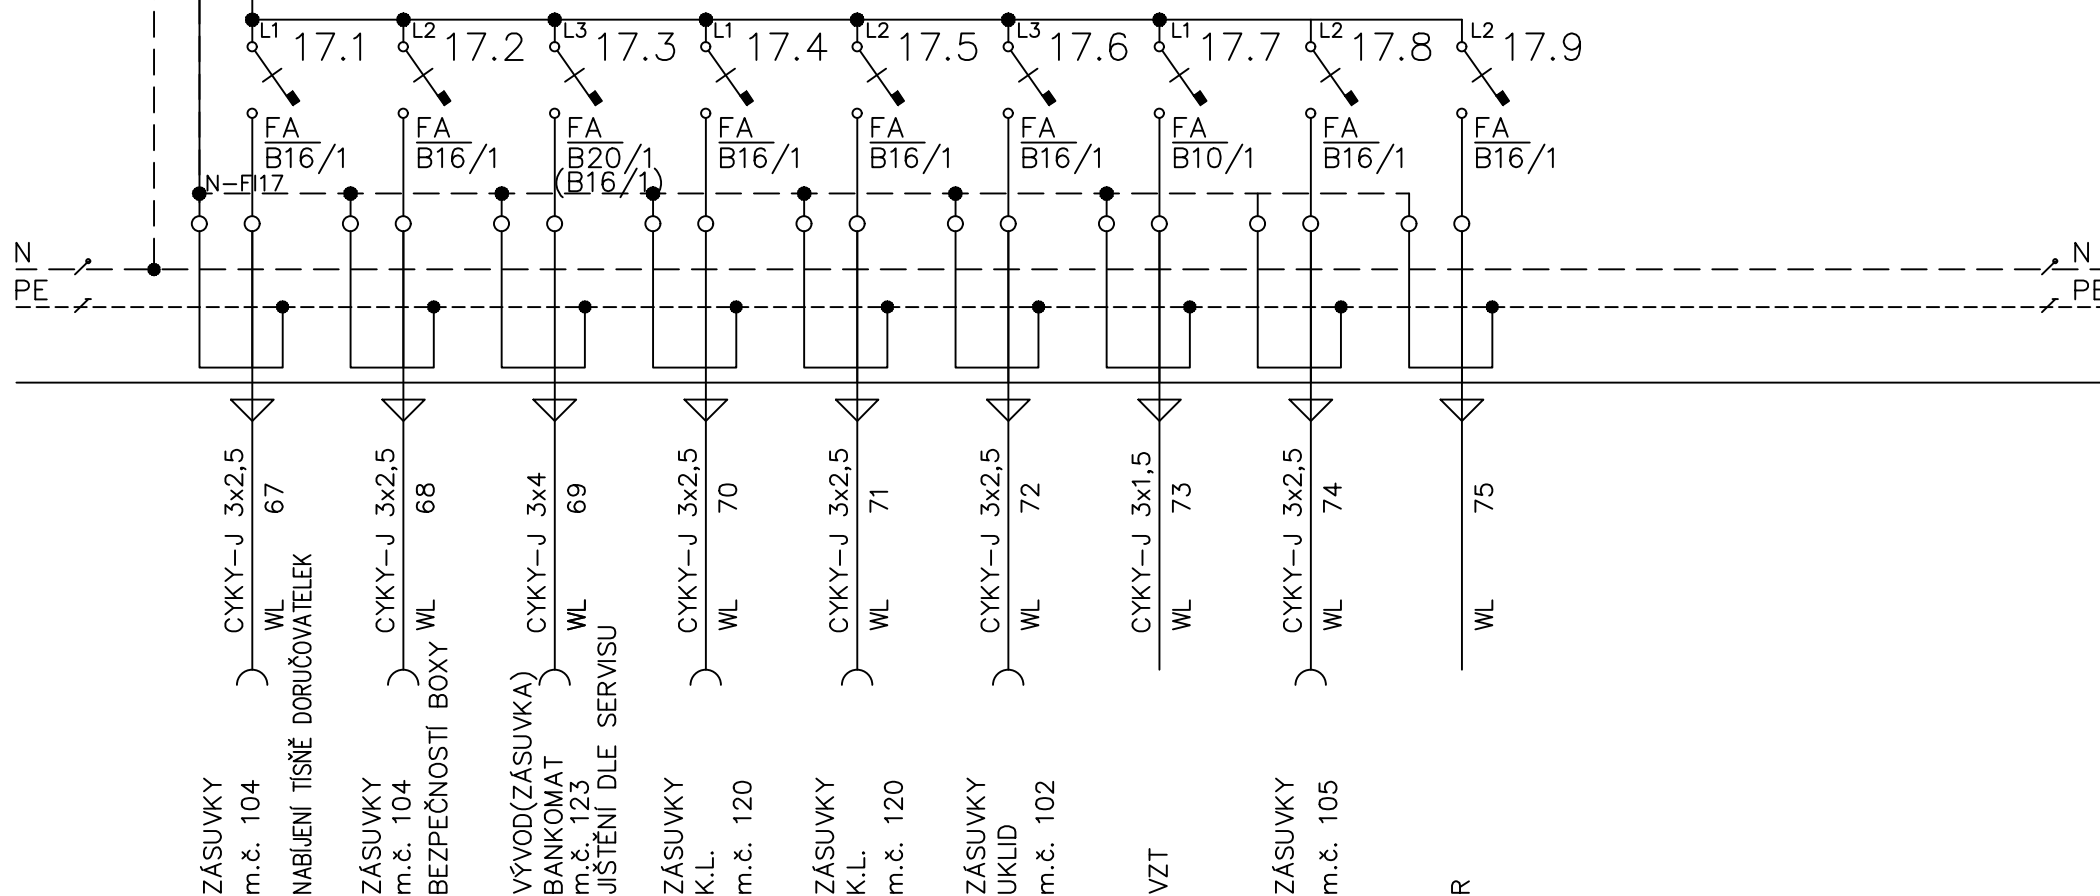 L1 17.1 L2 17.2 L3 17.3 L1 17.4 L2 17.5 L3 17.6 L1 17.7 L2 17.8 L2 17.9
FA FA FA FA FA FA FA FA FA
B16/1 B16/1 B20/1 B16/1 B16/1 B16/1 B10/1 B16/1 B16/1
(B16/1)
N-FI17
N N
PE PE
CYKY-J 3x2,5
WL 67
ZÁSUVKY
m.č. 104
NABÍJENÍ TÍSŇĚ DORUČOVATELEK
CYKY-J 3x2,5
WL 68
ZÁSUVKY
m.č. 104
BEZPEČNOSTÍ BOXY
CYKY-J 3x4
WL 69
VÝVOD(ZÁSUVKA)
BANKOMAT
m.č. 123
JIŠTĚNÍ DLE SERVISU
CYKY-J 3x2,5
WL 70
ZÁSUVKY
K.L.
m.č. 120
CYKY-J 3x2,5
WL 71
ZÁSUVKY
K.L.
m.č. 120
CYKY-J 3x2,5
WL 72
ZÁSUVKY
UKLID
m.č. 102
CYKY-J 3x1,5
WL 73
VZT
CYKY-J 3x2,5
WL 74
ZÁSUVKY
m.č. 105
WL 75
R